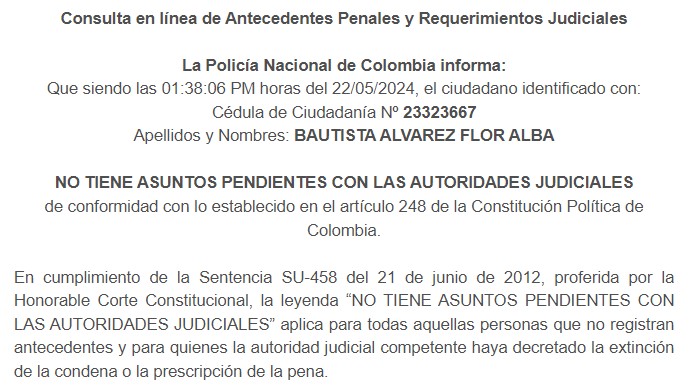 Consulta en línea de Antecedentes Penales y Requerimientos Judiciales
La Policía Nacional de Colombia informa:
Que siendo las 01:38:06 PM horas del 22/05/2024, el ciudadano identificado con:
Cédula de Ciudadanía Nº 23323667
Apellidos y Nombres: BAUTISTA ALVAREZ FLOR ALBA
NO TIENE ASUNTOS PENDIENTES CON LAS AUTORIDADES JUDICIALES
de conformidad con lo establecido en el artículo 248 de la Constitución Política de
Colombia.
En cumplimiento de la Sentencia SU-458 del 21 de junio de 2012, proferida por la
Honorable Corte Constitucional, la leyenda “NO TIENE ASUNTOS PENDIENTES CON
LAS AUTORIDADES JUDICIALES” aplica para todas aquellas personas que no registran
antecedentes y para quienes la autoridad judicial competente haya decretado la extinción
de la condena o la prescripción de la pena.